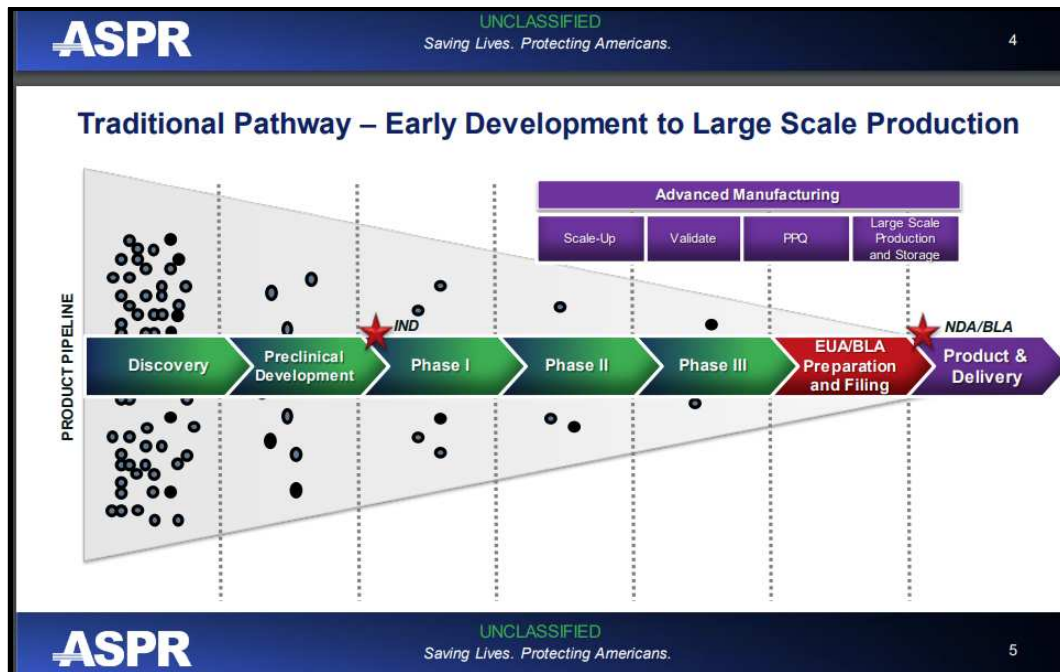 ASPR
UNCLASSIFIED
Saving Lives. Protecting Americans.
4
Traditional Pathway – Early Development to Large Scale Production
Advanced Manufacturing
Scale-Up
Validate
PPQ
Large Scale
Production
and Storage
PRODUCT PIPELINE
IND
NDA/BLA
Discovery
Preclinical
Development
Phase I
Phase II
Phase III
EUA/BLA
Preparation
and Filing
Product &
Delivery
ASPR
UNCLASSIFIED
Saving Lives. Protecting Americans.
5